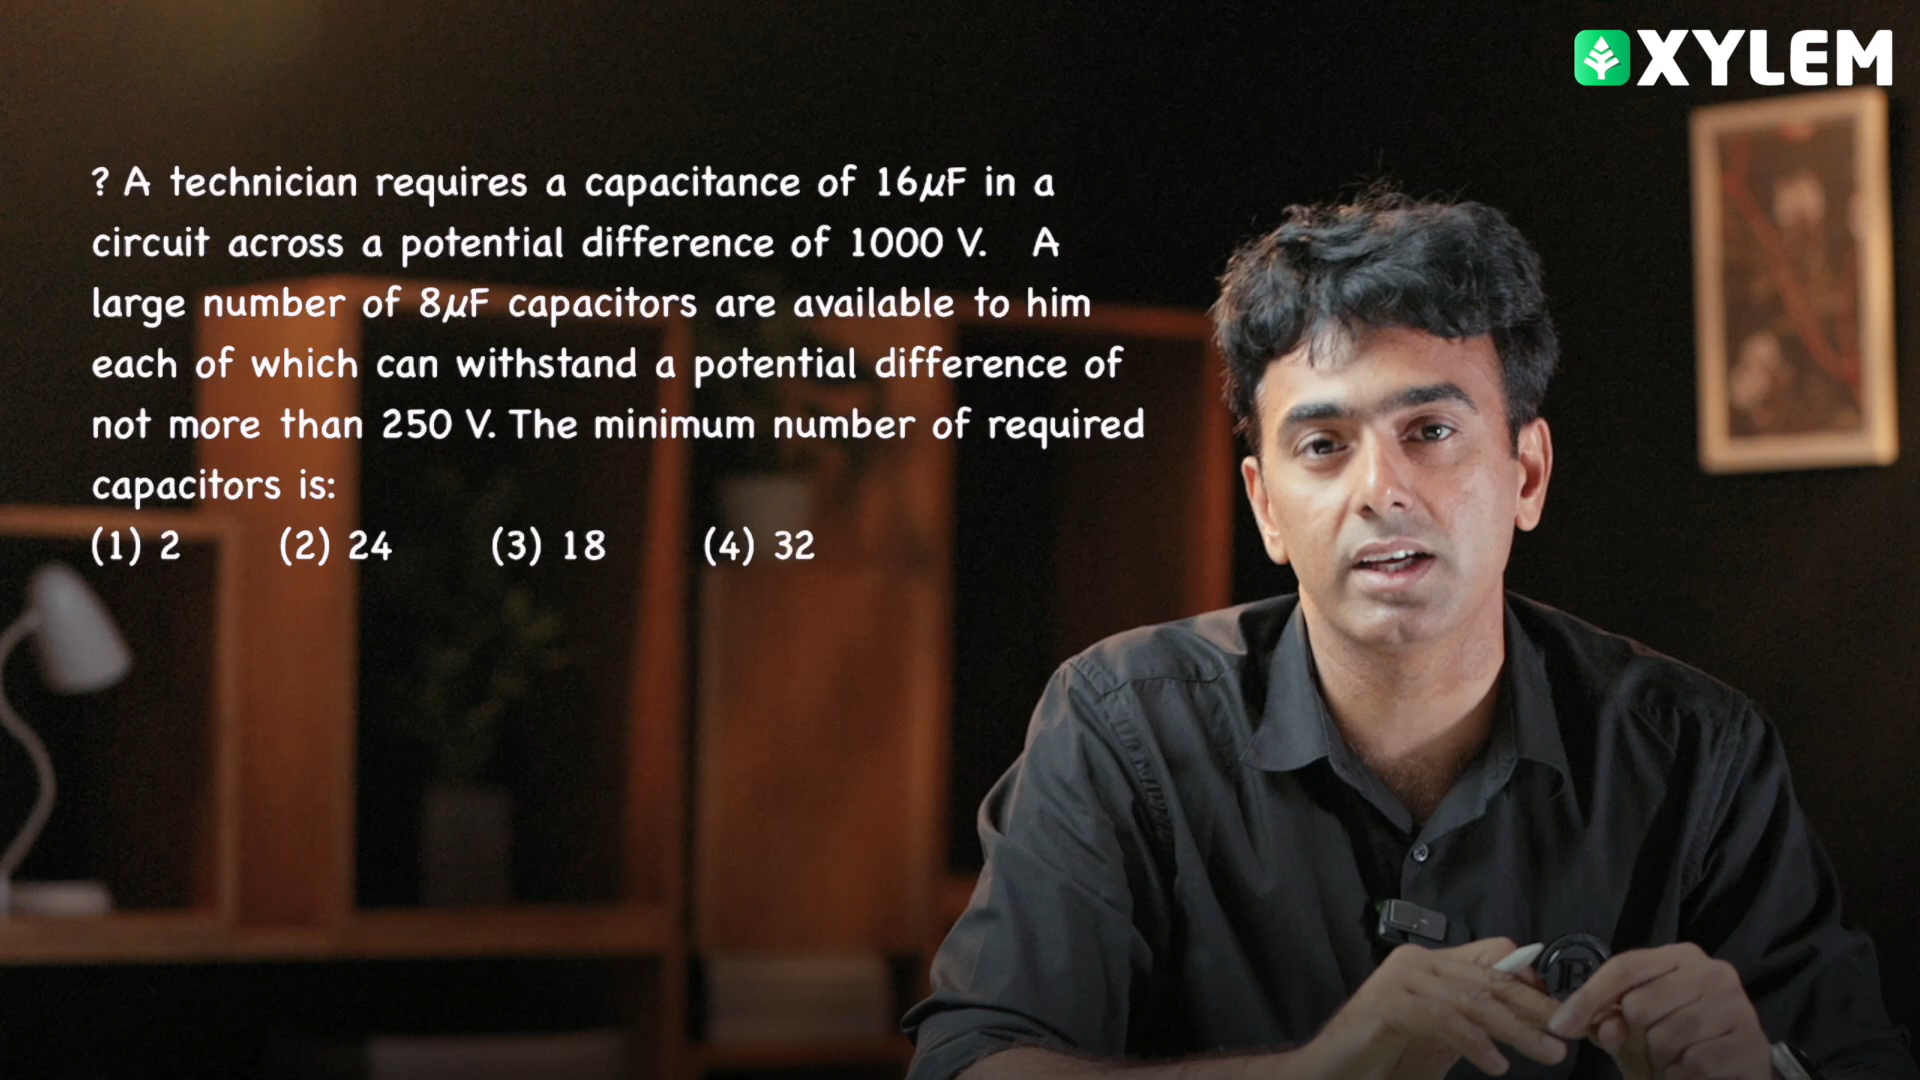 XYLEM
? A technician requires a capacitance of 16μF in a
circuit across a potential difference of 1000 V. A
large number of 8μF capacitors are available to him
each of which can withstand a potential difference of
not more than 250 V. The minimum number of required
capacitors is:
(1) 2 (2) 24 (3) 18 (4) 32